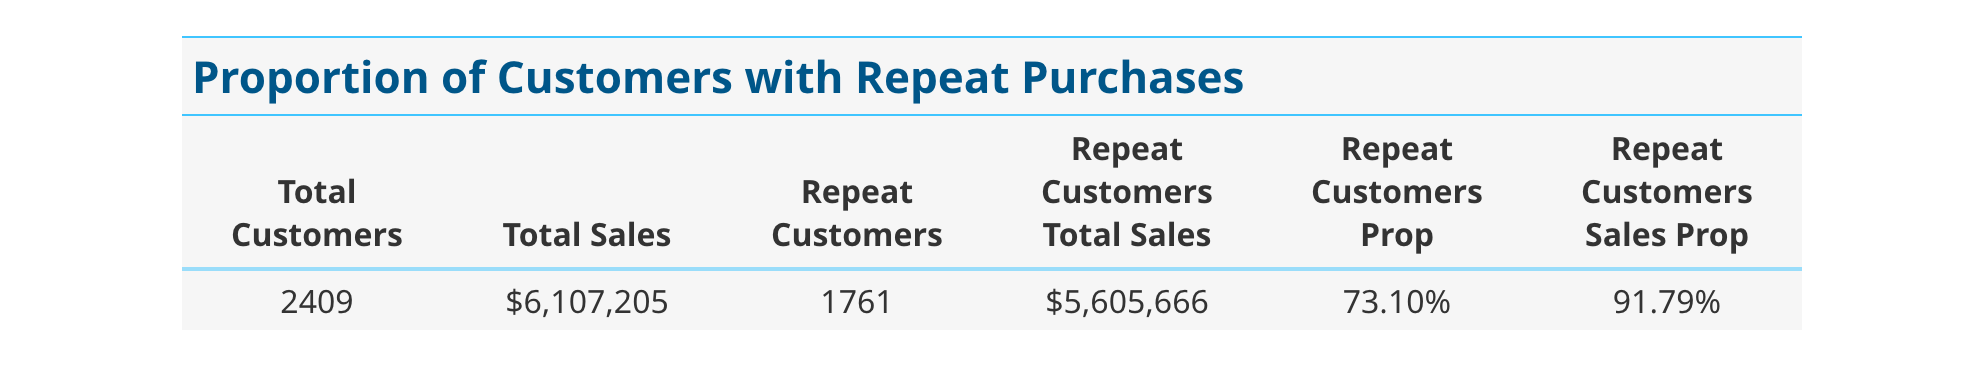 Proportion of Customers with Repeat Purchases
Total Customers
Total Sales
Repeat Customers
Repeat Customers Total Sales
Repeat Customers Prop
Repeat Customers Sales Prop
2409 $6,107,205 1761 $5,605,666 73.10% 91.79%